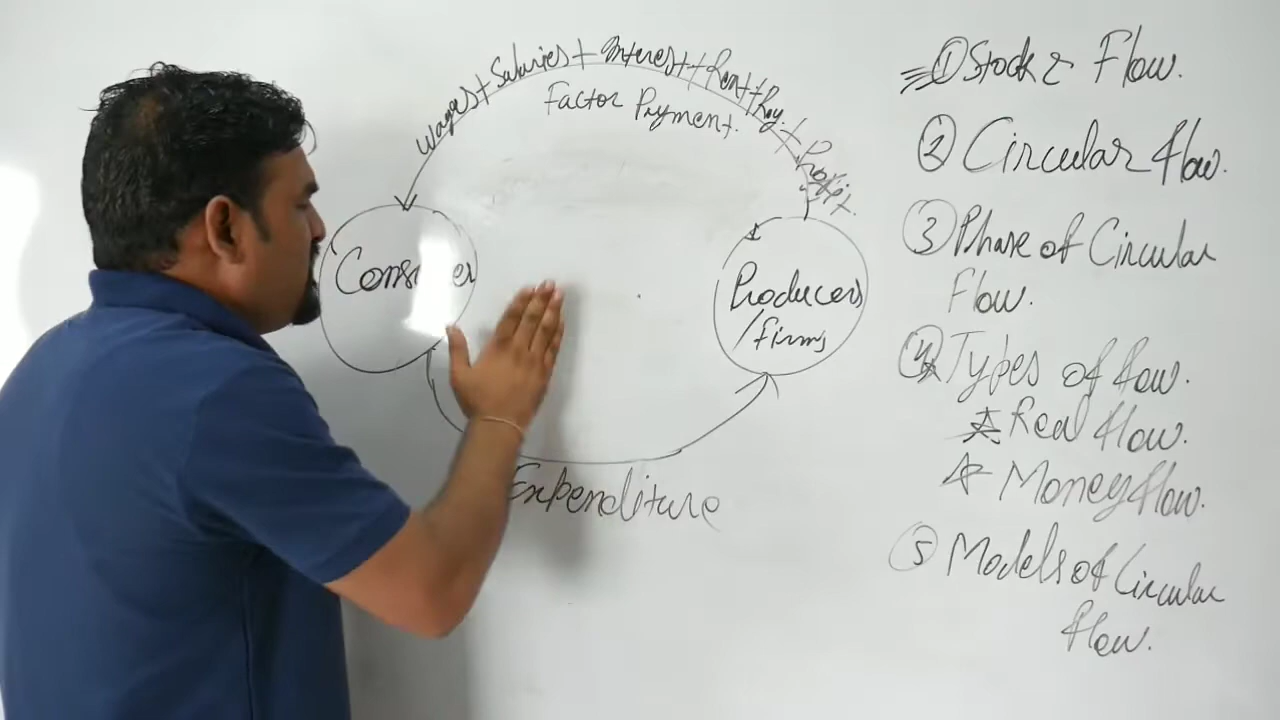 Wages + Salaries + Interest + Rent + Roy. + Profit.
Factor Payment.
Producers
/firms
Expenditure
① Stock & Flow.
② Circular flow.
③ Phase of Circular
Flow.
④ Types of flow.
* Real flow.
* Money flow.
⑤ Models of Circular
flow.